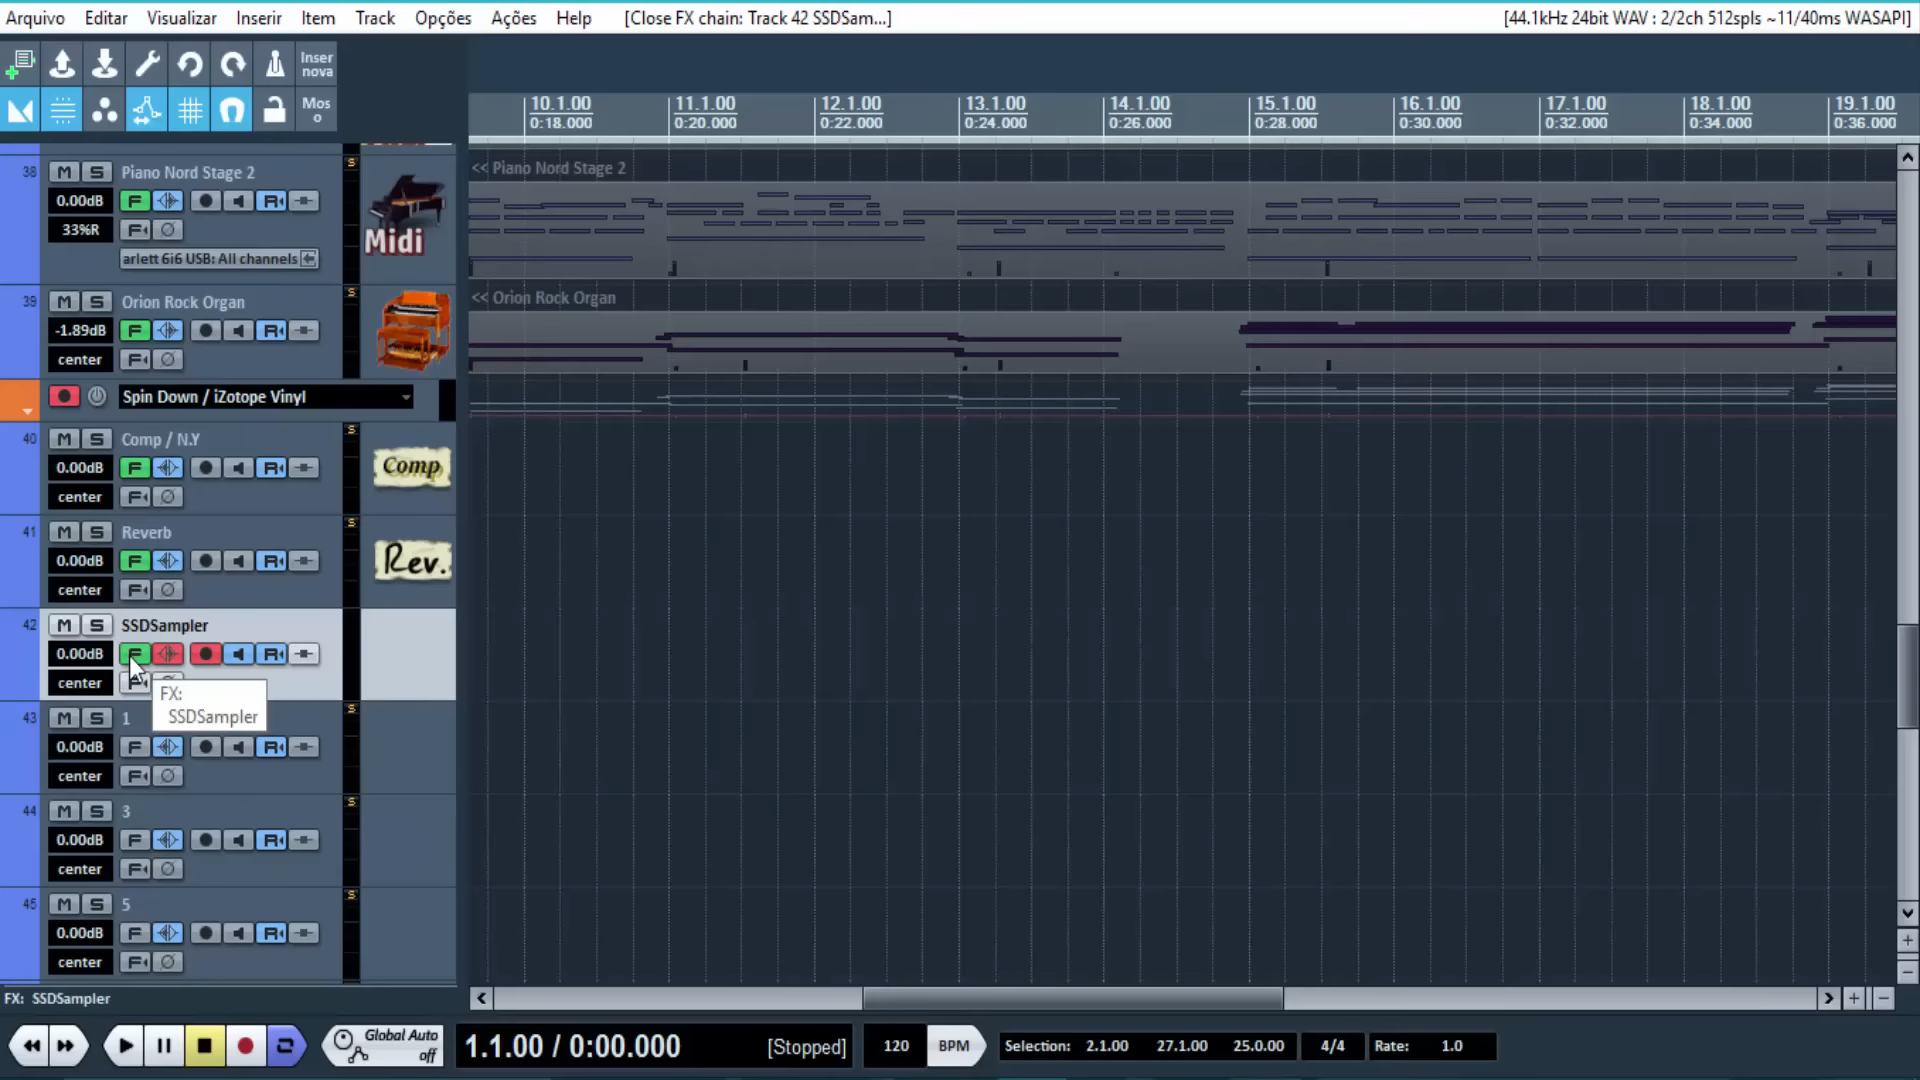 Arquivo Editar Visualizar Inserir Item Track Opções Ações Help [Close FX chain: Track 42 SSDSam...] [44.1kHz 24bit WAV : 2/2ch 512spls ~11/40ms WASAPI]
Inser
nova
Mos
o
10.1.00 11.1.00 12.1.00 13.1.00 14.1.00 15.1.00 16.1.00 17.1.00 18.1.00 19.1.00
0:18.000 0:20.000 0:22.000 0:24.000 0:26.000 0:28.000 0:30.000 0:32.000 0:34.000 0:36.000
38 M S Piano Nord Stage 2 S
0.00dB F R
33%R F
arlett 6i6 USB: All channels
Midi
<< Piano Nord Stage 2
39 M S Orion Rock Organ S
-1.89dB F R
center F
<< Orion Rock Organ
Spin Down / iZotope Vinyl
40 M S Comp / N.Y S
0.00dB F R
center F
Comp
41 M S Reverb S
0.00dB F R
center F
Rev.
42 M S SSDSampler
0.00dB F R
center F
FX:
SSDSampler
43 M S 1 S
0.00dB F R
center F
44 M S 3 S
0.00dB F R
center F
45 M S 5 S
0.00dB F R
center F
FX: SSDSampler
Global Auto
off
1.1.00 / 0:00.000 [Stopped] 120 BPM Selection: 2.1.00 27.1.00 25.0.00 4/4 Rate: 1.0